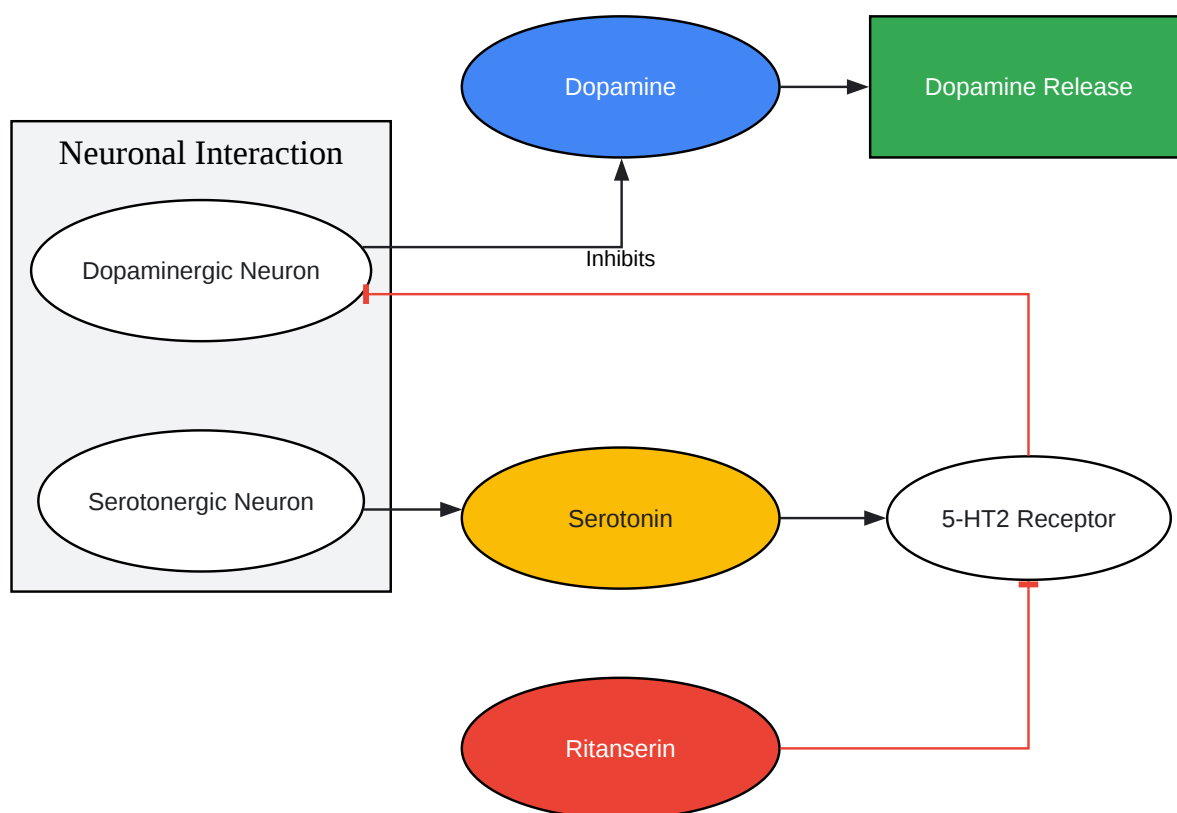 Dopamine
Dopamine Release
Neuronal Interaction
Dopaminergic Neuron
Inhibits
Serotonergic Neuron
Serotonin
5-HT2 Receptor
Ritanserin